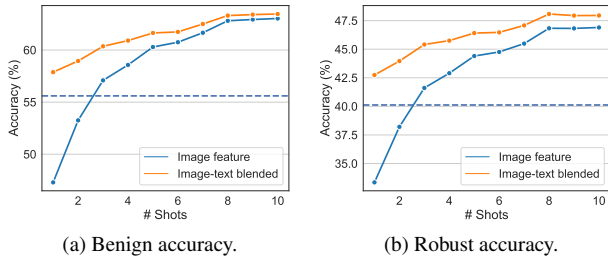 Accuracy (%)
60
55
50
2
4
6
8
10
# Shots
Image feature
Image-text blended
(a) Benign accuracy.
Accuracy (%)
47.5
45.0
42.5
40.0
37.5
35.0
2
4
6
8
10
# Shots
Image feature
Image-text blended
(b) Robust accuracy.